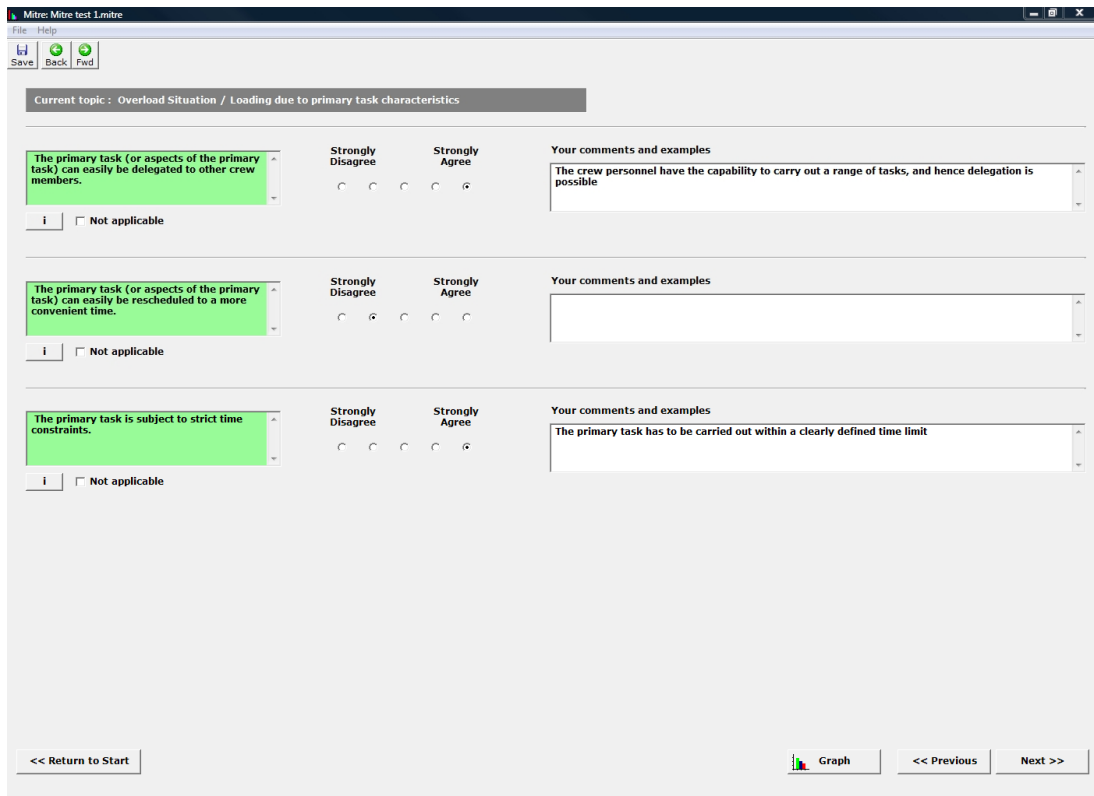 Mitre: Mitre test 1.mitre
File Help
Save Back Fwd
Current topic : Overload Situation / Loading due to primary task characteristics
The primary task (or aspects of the primary
task) can easily be delegated to other crew
members.
Strongly Strongly
Disagree Agree
Your comments and examples
The crew personnel have the capability to carry out a range of tasks, and hence delegation is
possible
i Not applicable
The primary task (or aspects of the primary
task) can easily be rescheduled to a more
convenient time.
Strongly Strongly
Disagree Agree
Your comments and examples
i Not applicable
The primary task is subject to strict time
constraints.
Strongly Strongly
Disagree Agree
Your comments and examples
The primary task has to be carried out within a clearly defined time limit
i Not applicable
<< Return to Start Graph << Previous Next >>